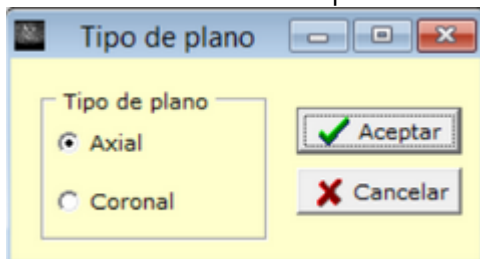 Tipo de plano
Tipo de plano
Axial
Aceptar
Coronal
Cancelar